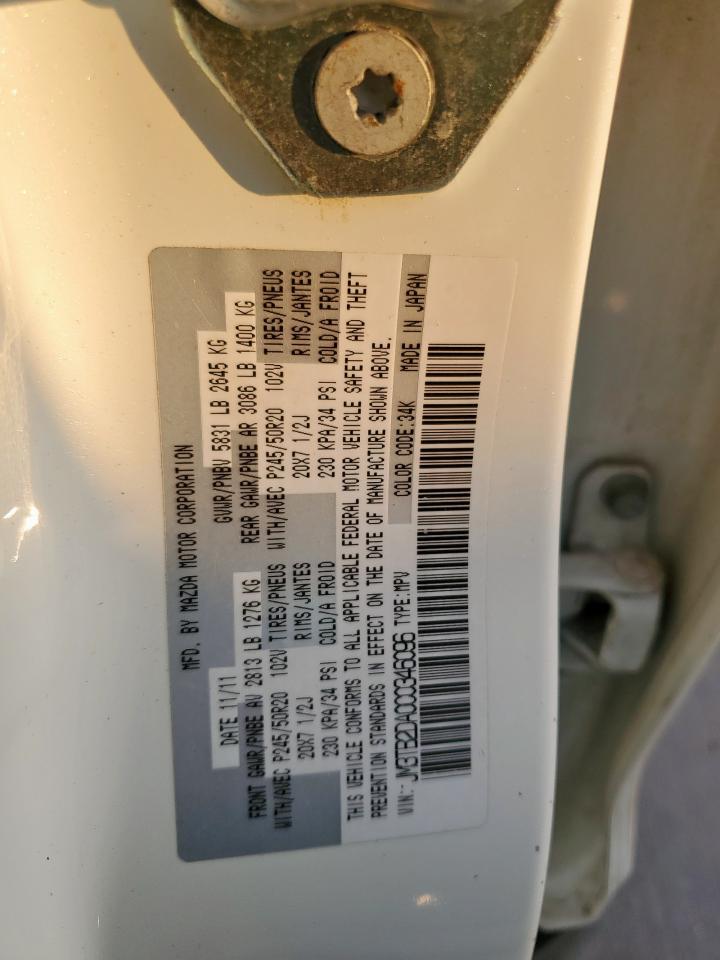 MFD. BY MAZDA MOTOR CORPORATION
DATE 11/11 GVWR/PNBV 5831 LB 2645 KG
FRONT GAWR/PNBE AV 2813 LB 1276 KG REAR GAWR/PNBE AR 3086 LB 1400 KG
WITH/AVEC P245/50R20 102V TIRES/PNEUS WITH/AVEC P245/50R20 102V TIRES/PNEUS
20X7 1/2J RIMS/JANTES 20X7 1/2J RIMS/JANTES
230 KPA/34 PSI COLD/A FROID 230 KPA/34 PSI COLD/A FROID
THIS VEHICLE CONFORMS TO ALL APPLICABLE FEDERAL MOTOR VEHICLE SAFETY AND THEFT
PREVENTION STANDARDS IN EFFECT ON THE DATE OF MANUFACTURE SHOWN ABOVE.
VIN:- JM3TB2DA0C0346096 TYPE:MPV COLOR CODE:34K MADE IN JAPAN